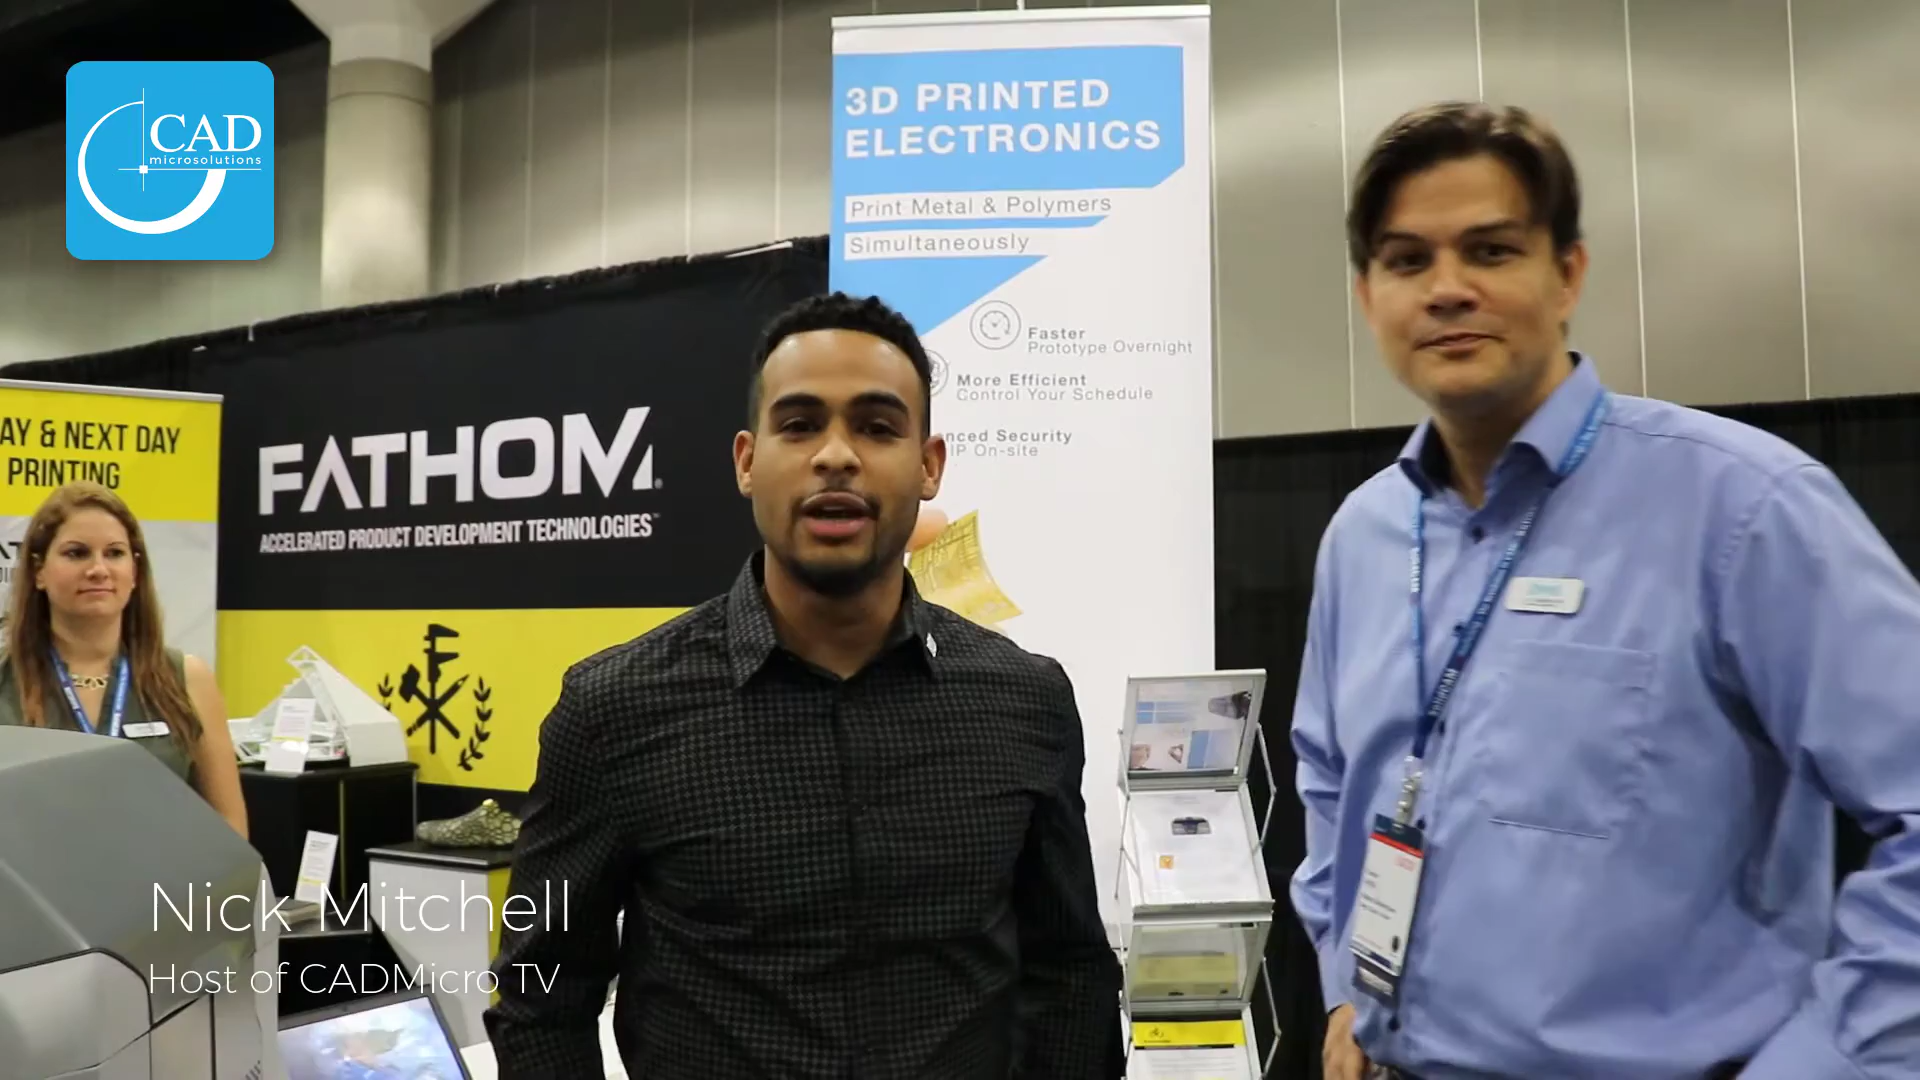 CAD
microsolutions
3D PRINTED
ELECTRONICS
Print Metal & Polymers
Simultaneously
Faster
Prototype Overnight
More Efficient
Control Your Schedule
nced Security
IP On-site
AY & NEXT DAY
PRINTING
FATHOM
ACCELERATED PRODUCT DEVELOPMENT TECHNOLOGIES™
Nick Mitchell
Host of CADMicro TV